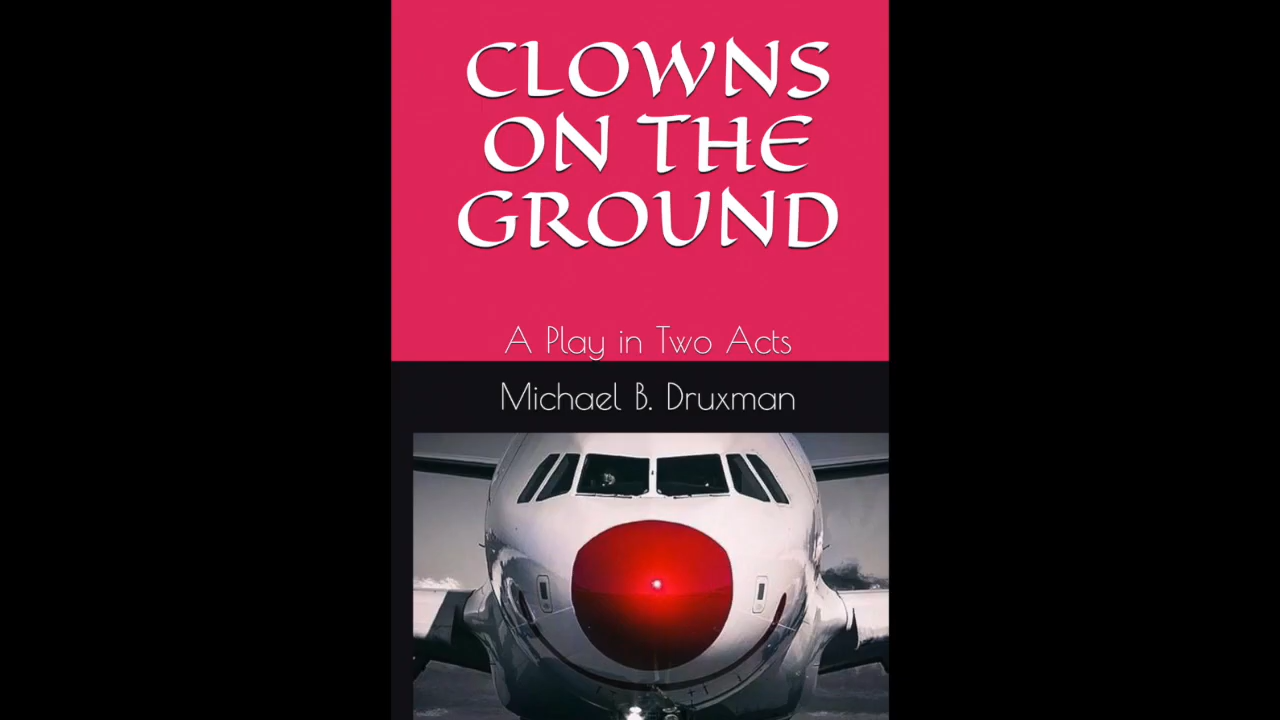 CLOWNS
ON THE
GROUND
A Play in Two Acts
Michael B. Druxman